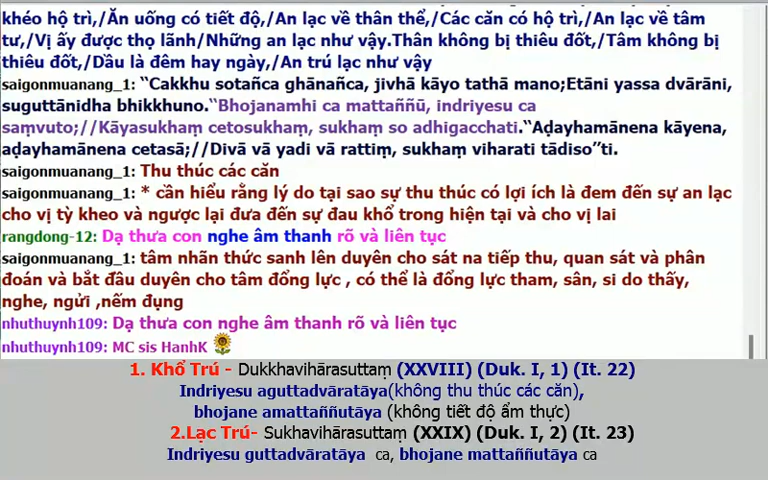 khéo hộ trì,/Ăn uống có tiết độ,/An lạc về thân thể,/Các căn có hộ trì,/An lạc về tâm
tư,/Vị ấy được thọ lãnh/Những an lạc như vậy.Thân không bị thiêu đốt,/Tâm không bị
thiêu đốt,/Dầu là đêm hay ngày,/An trú lạc như vậy
saigonmuanang_1: “Cakkhu sotañca ghānañca, jivhā kāyo tathā mano;Etāni yassa dvārāni,
suguttānidha bhikkhuno.“Bhojanamhi ca mattaññū, indriyesu ca
saṃvuto;//Kāyasukhaṃ cetosukhaṃ, sukhaṃ so adhigacchati.“Aḍayhamānena kāyena,
aḍayhamānena cetasā;//Divā vā yadi vā rattiṃ, sukhaṃ viharati tādiso”ti.
saigonmuanang_1: Thu thúc các căn
saigonmuanang_1: * cần hiểu rằng lý do tại sao sự thu thúc có lợi ích là đem đến sự an lạc
cho vị tỳ kheo và ngược lại đưa đến sự đau khổ trong hiện tại và cho vị lai
rangdong-12: Dạ thưa con nghe âm thanh rõ và liên tục
saigonmuanang_1: tâm nhãn thức sanh lên duyên cho sát na tiếp thu, quan sát và phân
đoán và bắt đầu duyên cho tâm đổng lực , có thể là đổng lực tham, sân, si do thấy,
nghe, ngửi ,nếm đụng
nhuthuynh109: Dạ thưa con nghe âm thanh rõ và liên tục
nhuthuynh109: MC sis HanhK
1. Khổ Trú - Dukkhavihārasuttaṃ (XXVIII) (Duk. I, 1) (It. 22)
Indriyesu aguttadvāratāya(không thu thúc các căn),
bhojane amattaññutāya (không tiết độ ẩm thực)
2.Lạc Trú- Sukhavihārasuttaṃ (XXIX) (Duk. I, 2) (It. 23)
Indriyesu guttadvāratāya ca, bhojane mattaññutāya ca